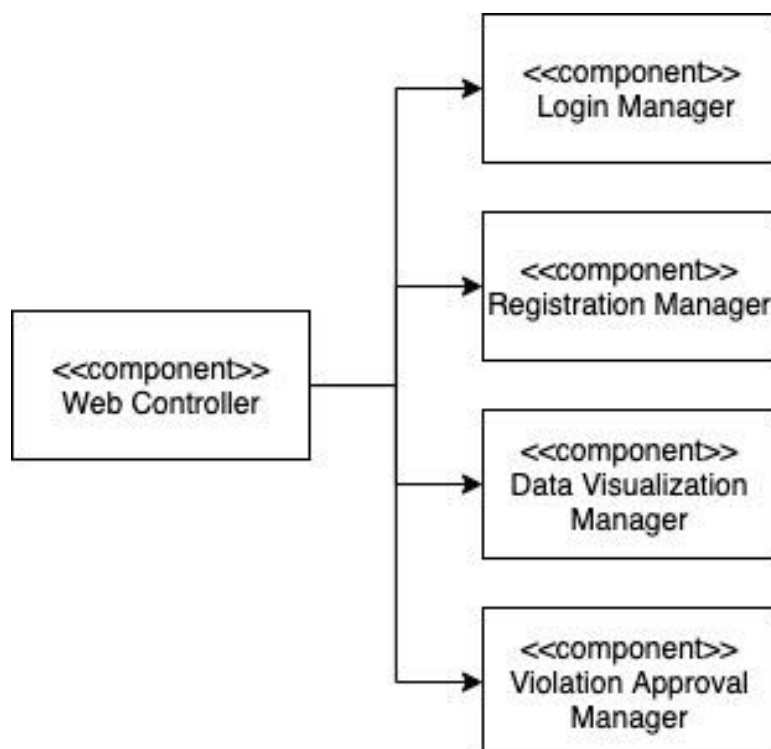 <<component>>
Login Manager
<<component>>
Registration Manager
<<component>>
Web Controller
<<component>>
Data Visualization
Manager
<<component>>
Violation Approval
Manager